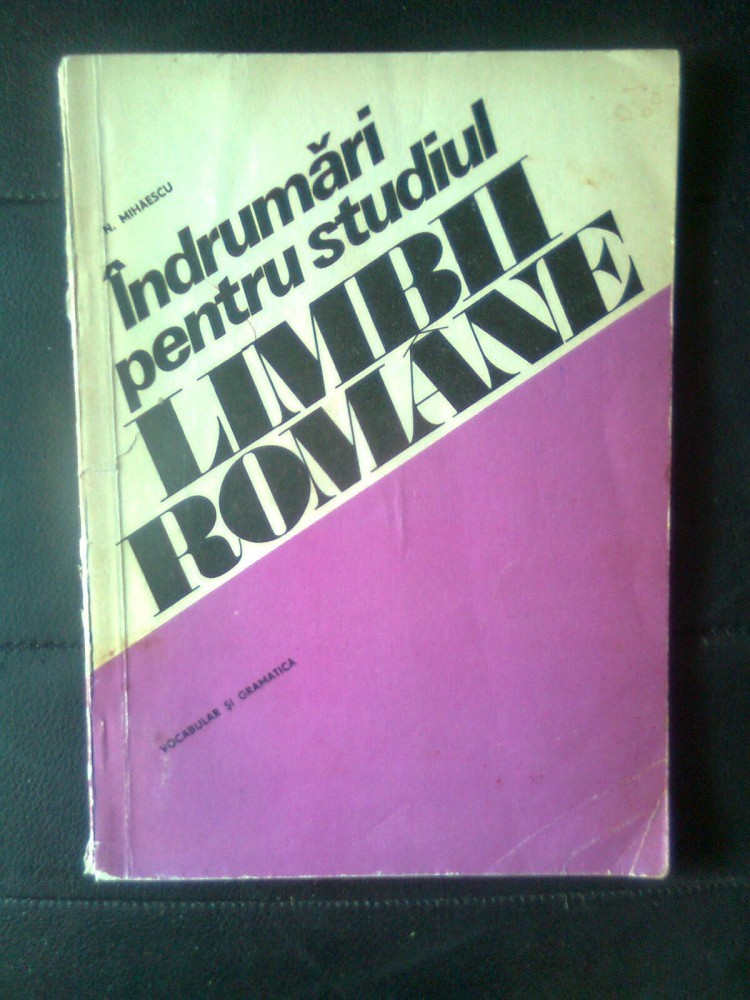 N. MIHAESCU
Îndrumări
pentru studiul
LIMBII
ROMÂNE
VOCABULAR ȘI GRAMATICA